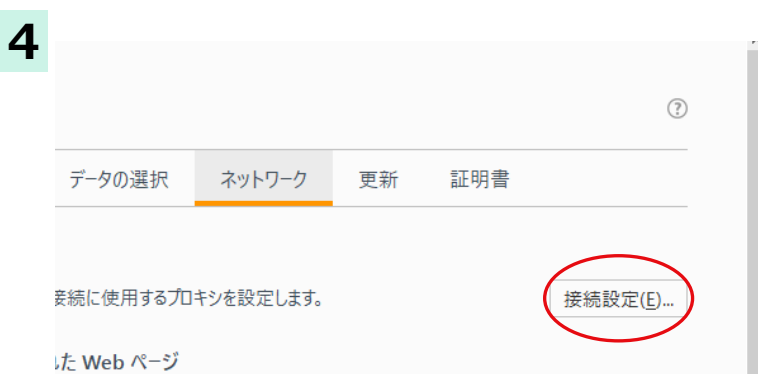 4
?
データの選択 ネットワーク 更新 証明書
接続に使用するプロキシを設定します。 接続設定(E)...
れた Web ページ